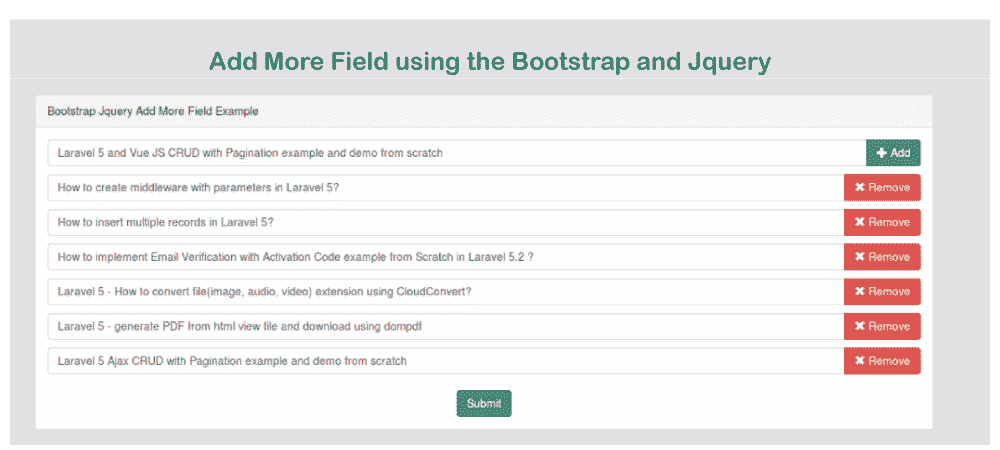 Add More Field using the Bootstrap and Jquery
Bootstrap Jquery Add More Field Example
Laravel 5 and Vue JS CRUD with Pagination example and demo from scratch
+ Add
How to create middleware with parameters in Laravel 5?
✖ Remove
How to insert multiple records in Laravel 5?
✖ Remove
How to implement Email Verification with Activation Code example from Scratch in Laravel 5.2 ?
✖ Remove
Laravel 5 - How to convert file(image, audio, video) extension using CloudConvert?
✖ Remove
Laravel 5 - generate PDF from html view file and download using dompdf
✖ Remove
Laravel 5 Ajax CRUD with Pagination example and demo from scratch
✖ Remove
Submit